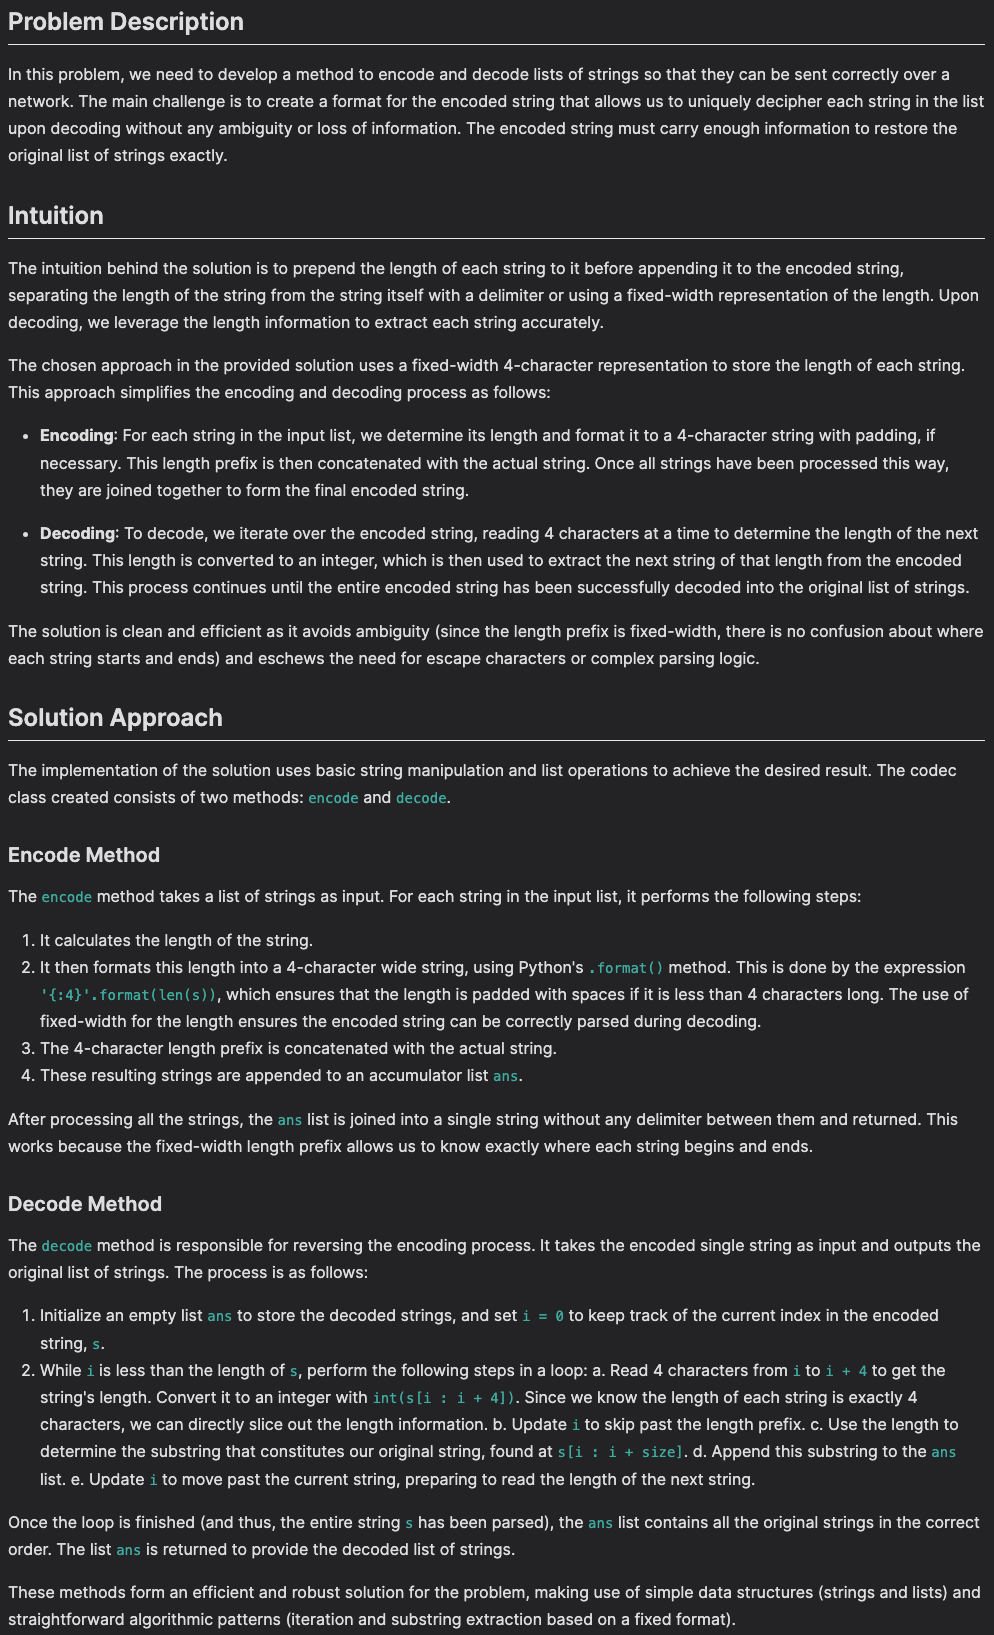 Problem Description
In this problem, we need to develop a method to encode and decode lists of strings so that they can be sent correctly over a
network. The main challenge is to create a format for the encoded string that allows us to uniquely decipher each string in the list
upon decoding without any ambiguity or loss of information. The encoded string must carry enough information to restore the
original list of strings exactly.
Intuition
The intuition behind the solution is to prepend the length of each string to it before appending it to the encoded string,
separating the length of the string from the string itself with a delimiter or using a fixed-width representation of the length. Upon
decoding, we leverage the length information to extract each string accurately.
The chosen approach in the provided solution uses a fixed-width 4-character representation to store the length of each string.
This approach simplifies the encoding and decoding process as follows:
• Encoding: For each string in the input list, we determine its length and format it to a 4-character string with padding, if
necessary. This length prefix is then concatenated with the actual string. Once all strings have been processed this way,
they are joined together to form the final encoded string.
• Decoding: To decode, we iterate over the encoded string, reading 4 characters at a time to determine the length of the next
string. This length is converted to an integer, which is then used to extract the next string of that length from the encoded
string. This process continues until the entire encoded string has been successfully decoded into the original list of strings.
The solution is clean and efficient as it avoids ambiguity (since the length prefix is fixed-width, there is no confusion about where
each string starts and ends) and eschews the need for escape characters or complex parsing logic.
Solution Approach
The implementation of the solution uses basic string manipulation and list operations to achieve the desired result. The codec
class created consists of two methods: encode and decode.
Encode Method
The encode method takes a list of strings as input. For each string in the input list, it performs the following steps:
1. It calculates the length of the string.
2. It then formats this length into a 4-character wide string, using Python's .format() method. This is done by the expression
'{:4}'.format(len(s)), which ensures that the length is padded with spaces if it is less than 4 characters long. The use of
fixed-width for the length ensures the encoded string can be correctly parsed during decoding.
3. The 4-character length prefix is concatenated with the actual string.
4. These resulting strings are appended to an accumulator list ans.
After processing all the strings, the ans list is joined into a single string without any delimiter between them and returned. This
works because the fixed-width length prefix allows us to know exactly where each string begins and ends.
Decode Method
The decode method is responsible for reversing the encoding process. It takes the encoded single string as input and outputs the
original list of strings. The process is as follows:
1. Initialize an empty list ans to store the decoded strings, and set i = 0 to keep track of the current index in the encoded
string, s.
2. While i is less than the length of s, perform the following steps in a loop: a. Read 4 characters from i to i + 4 to get the
string's length. Convert it to an integer with int(s[i : i + 4]). Since we know the length of each string is exactly 4
characters, we can directly slice out the length information. b. Update i to skip past the length prefix. c. Use the length to
determine the substring that constitutes our original string, found at s[i : i + size]. d. Append this substring to the ans
list. e. Update i to move past the current string, preparing to read the length of the next string.
Once the loop is finished (and thus, the entire string s has been parsed), the ans list contains all the original strings in the correct
order. The list ans is returned to provide the decoded list of strings.
These methods form an efficient and robust solution for the problem, making use of simple data structures (strings and lists) and
straightforward algorithmic patterns (iteration and substring extraction based on a fixed format).